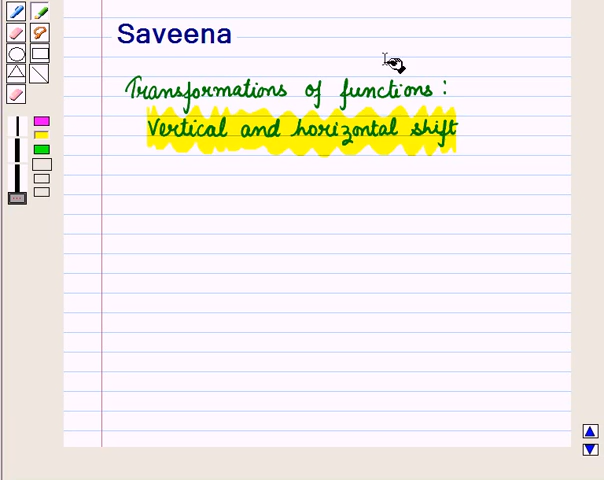 Saveena
Transformations of functions :
Vertical and horizontal shift